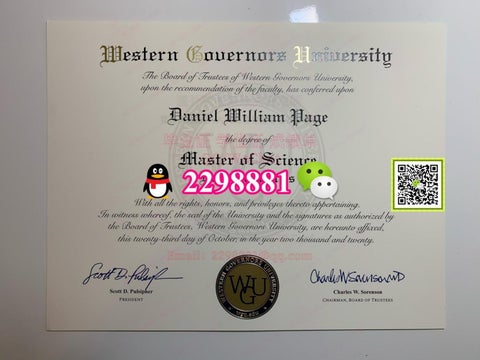 Western Governors University
The Board of Trustees of Western Governors University,
upon the recommendation of the faculty, has conferred upon
Daniel William Page
the degree of
Master of Science
2298881
With all the rights, honors, and privileges thereto appertaining.
In witness whereof, the seal of the University and the signatures as authorized by
the Board of Trustees, Western Governors University, are hereunto affixed,
this twenty-third day of October, in the year two thousand and twenty.
Scott D. Pulsipher
PRESIDENT
WESTERN GOVERNORS UNIVERSITY
WGU
Charles W. Sorenson
CHAIRMAN, BOARD OF TRUSTEES